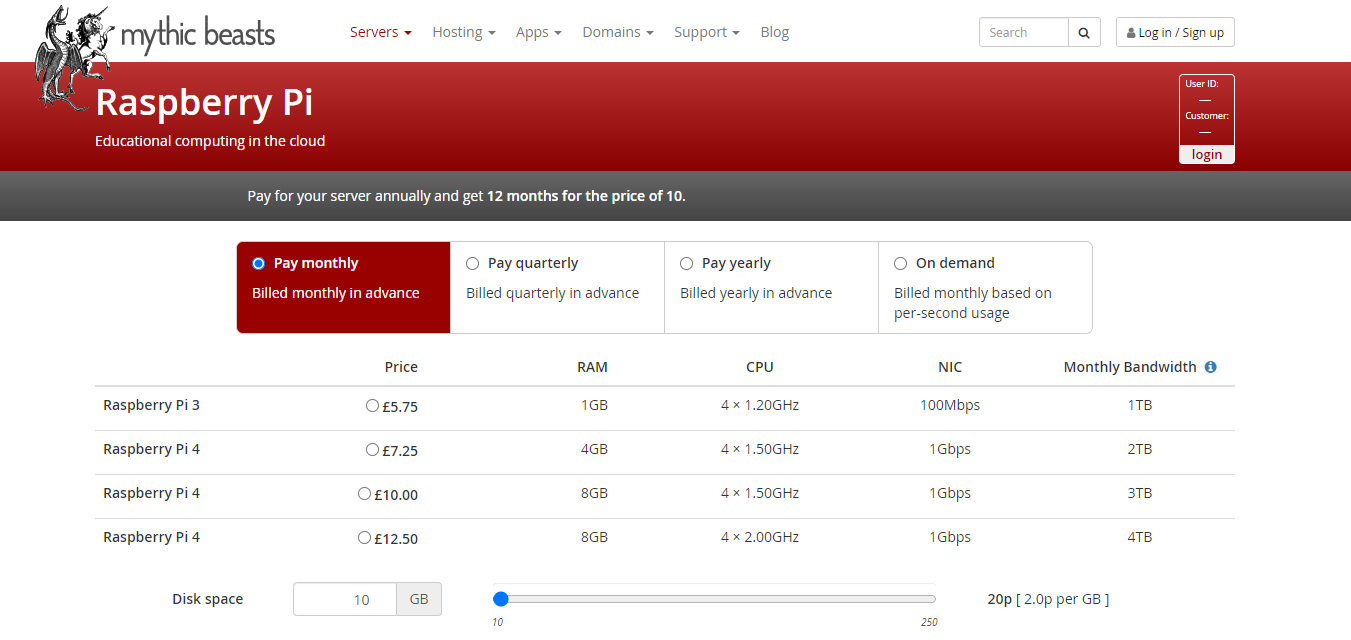 mythic beasts
Servers Hosting Apps Domains Support Blog Search Log in / Sign up
Raspberry Pi
Educational computing in the cloud
User ID:
—
Customer:
—
login
Pay for your server annually and get 12 months for the price of 10.
Pay monthly
Billed monthly in advance
Pay quarterly
Billed quarterly in advance
Pay yearly
Billed yearly in advance
On demand
Billed monthly based on
per-second usage
Price RAM CPU NIC Monthly Bandwidth
Raspberry Pi 3 £5.75 1GB 4 × 1.20GHz 100Mbps 1TB
Raspberry Pi 4 £7.25 4GB 4 × 1.50GHz 1Gbps 2TB
Raspberry Pi 4 £10.00 8GB 4 × 1.50GHz 1Gbps 3TB
Raspberry Pi 4 £12.50 8GB 4 × 2.00GHz 1Gbps 4TB
Disk space 10 GB 20p [ 2.0p per GB ]
10 250